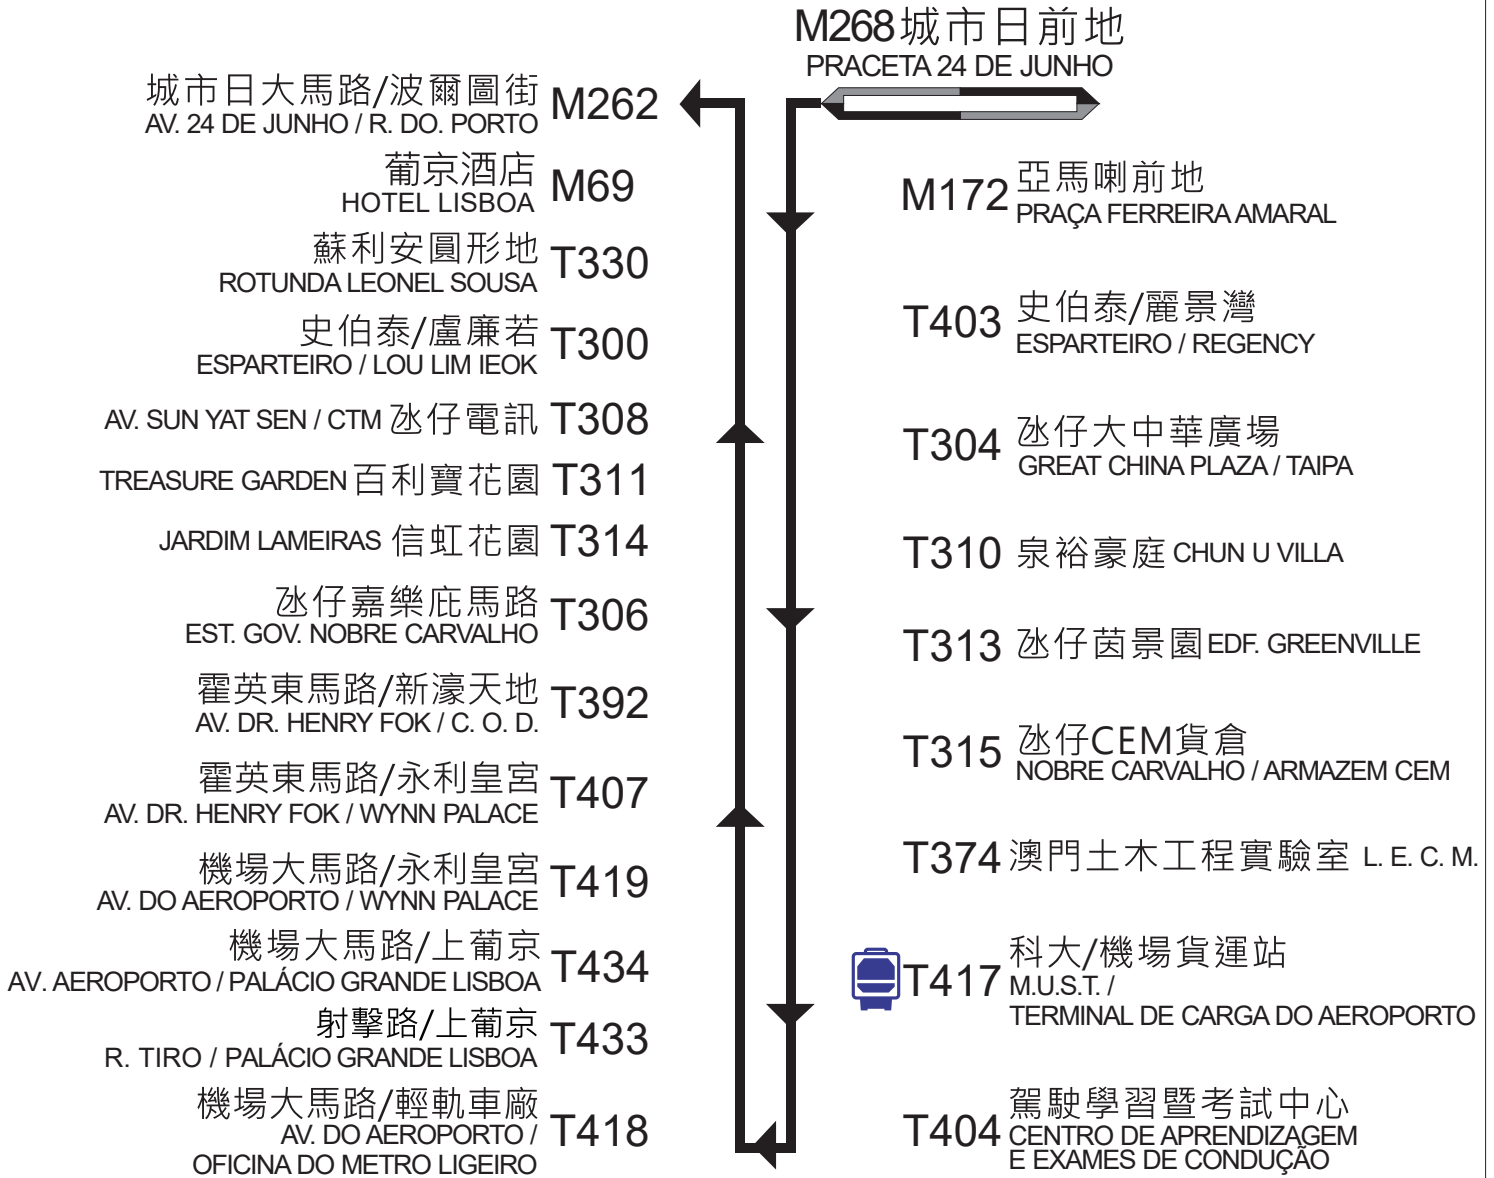 M268 城市日前地
PRACETA 24 DE JUNHO
M172 亞馬喇前地
PRAÇA FERREIRA AMARAL
T403 史伯泰/麗景灣
ESPARTEIRO / REGENCY
T304 氹仔大中華廣場
GREAT CHINA PLAZA / TAIPA
T310 泉裕豪庭 CHUN U VILLA
T313 氹仔茵景園 EDF. GREENVILLE
T315 氹仔CEM貨倉
NOBRE CARVALHO / ARMAZEM CEM
T374 澳門土木工程實驗室 L. E. C. M.
T417 科大/機場貨運站
M.U.S.T. /
TERMINAL DE CARGA DO AEROPORTO
T404 駕駛學習暨考試中心
CENTRO DE APRENDIZAGEM
E EXAMES DE CONDUÇÃO
城市日大馬路/波爾圖街 M262
AV. 24 DE JUNHO / R. DO. PORTO
葡京酒店 M69
HOTEL LISBOA
蘇利安圓形地 T330
ROTUNDA LEONEL SOUSA
史伯泰/盧廉若 T300
ESPARTEIRO / LOU LIM IEOK
AV. SUN YAT SEN / CTM 氹仔電訊 T308
TREASURE GARDEN 百利寶花園 T311
JARDIM LAMEIRAS 信虹花園 T314
氹仔嘉樂庇馬路 T306
EST. GOV. NOBRE CARVALHO
霍英東馬路/新濠天地 T392
AV. DR. HENRY FOK / C. O. D.
霍英東馬路/永利皇宮 T407
AV. DR. HENRY FOK / WYNN PALACE
機場大馬路/永利皇宮 T419
AV. DO AEROPORTO / WYNN PALACE
機場大馬路/上葡京 T434
AV. AEROPORTO / PALÁCIO GRANDE LISBOA
射擊路/上葡京 T433
R. TIRO / PALÁCIO GRANDE LISBOA
機場大馬路/輕軌車廠 T418
AV. DO AEROPORTO /
OFICINA DO METRO LIGEIRO